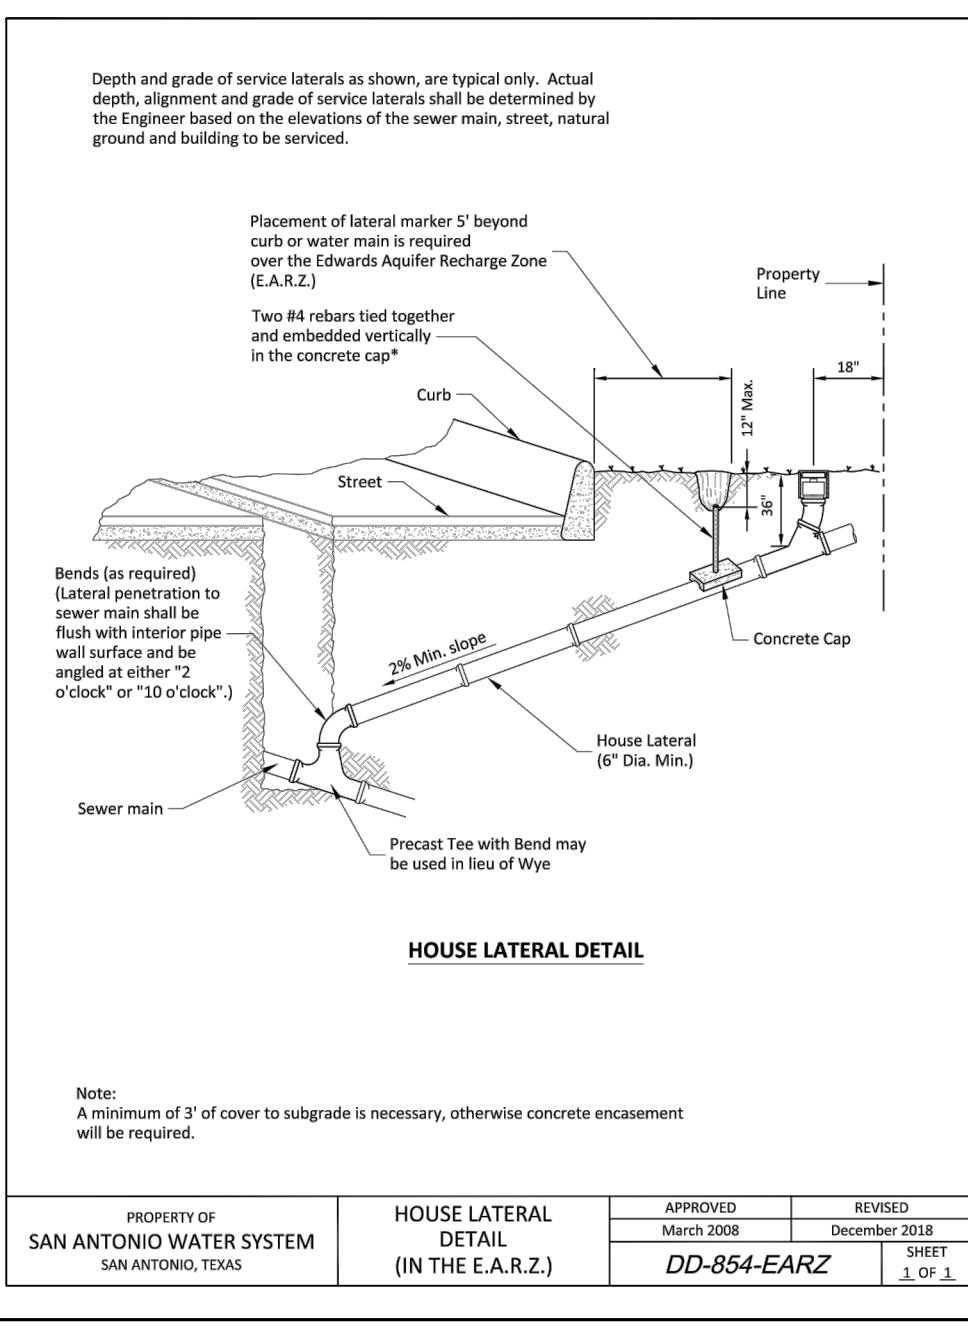 Depth and grade of service laterals as shown, are typical only. Actual
depth, alignment and grade of service laterals shall be determined by
the Engineer based on the elevations of the sewer main, street, natural
ground and building to be serviced.
Placement of lateral marker 5' beyond
curb or water main is required
over the Edwards Aquifer Recharge Zone
(E.A.R.Z.)
Property
Line
Two #4 rebars tied together
and embedded vertically
in the concrete cap*
18"
12" Max.
Curb
Street
36"
Bends (as required)
(Lateral penetration to
sewer main shall be
flush with interior pipe
wall surface and be
angled at either "2
o'clock" or "10 o'clock".)
2% Min. slope
Concrete Cap
House Lateral
(6" Dia. Min.)
Sewer main
Precast Tee with Bend may
be used in lieu of Wye
HOUSE LATERAL DETAIL
Note:
A minimum of 3' of cover to subgrade is necessary, otherwise concrete encasement
will be required.
PROPERTY OF
SAN ANTONIO WATER SYSTEM
SAN ANTONIO, TEXAS
HOUSE LATERAL
DETAIL
(IN THE E.A.R.Z.)
APPROVED
March 2008
REVISED
December 2018
DD-854-EARZ
SHEET
1 OF 1